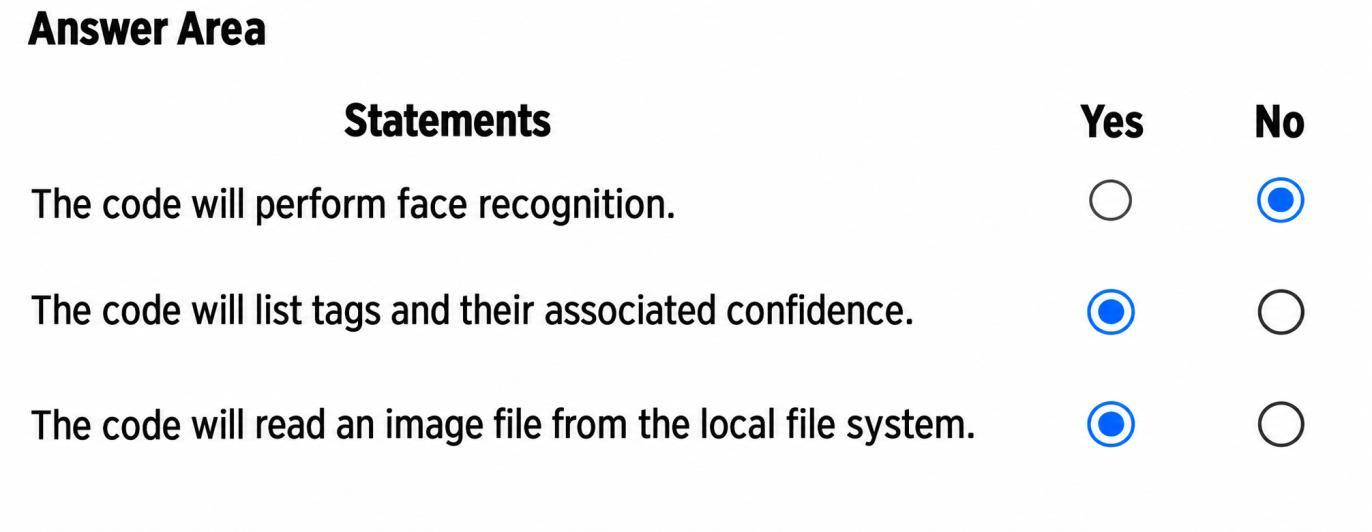 Answer Area
Statements Yes No
The code will perform face recognition.
The code will list tags and their associated confidence.
The code will read an image file from the local file system.